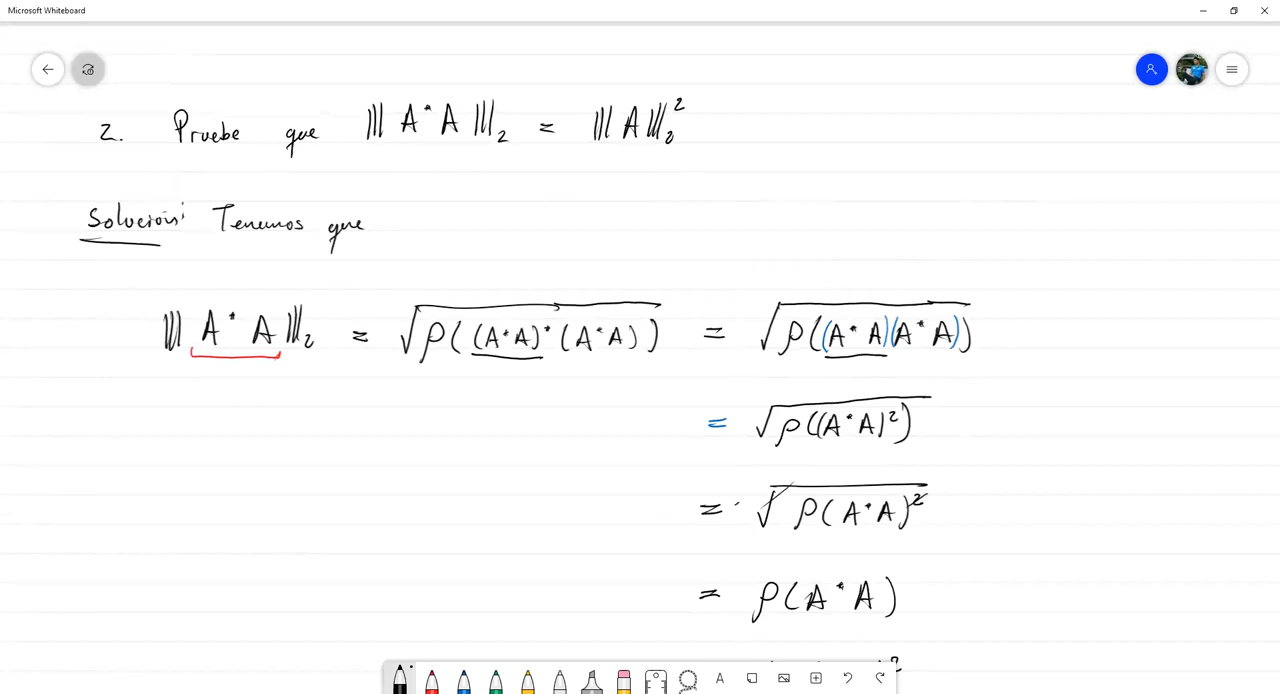 Microsoft Whiteboard
2. Pruebe que ||| A*A |||₂ = ||| A |||₂²
Solución: Tenemos que
||| A*A |||₂ = √ρ((A*A)*(A*A)) = √ρ((A*A)(A*A))
= √ρ((A*A)²)
= √ρ(A*A)²
= ρ(A*A)